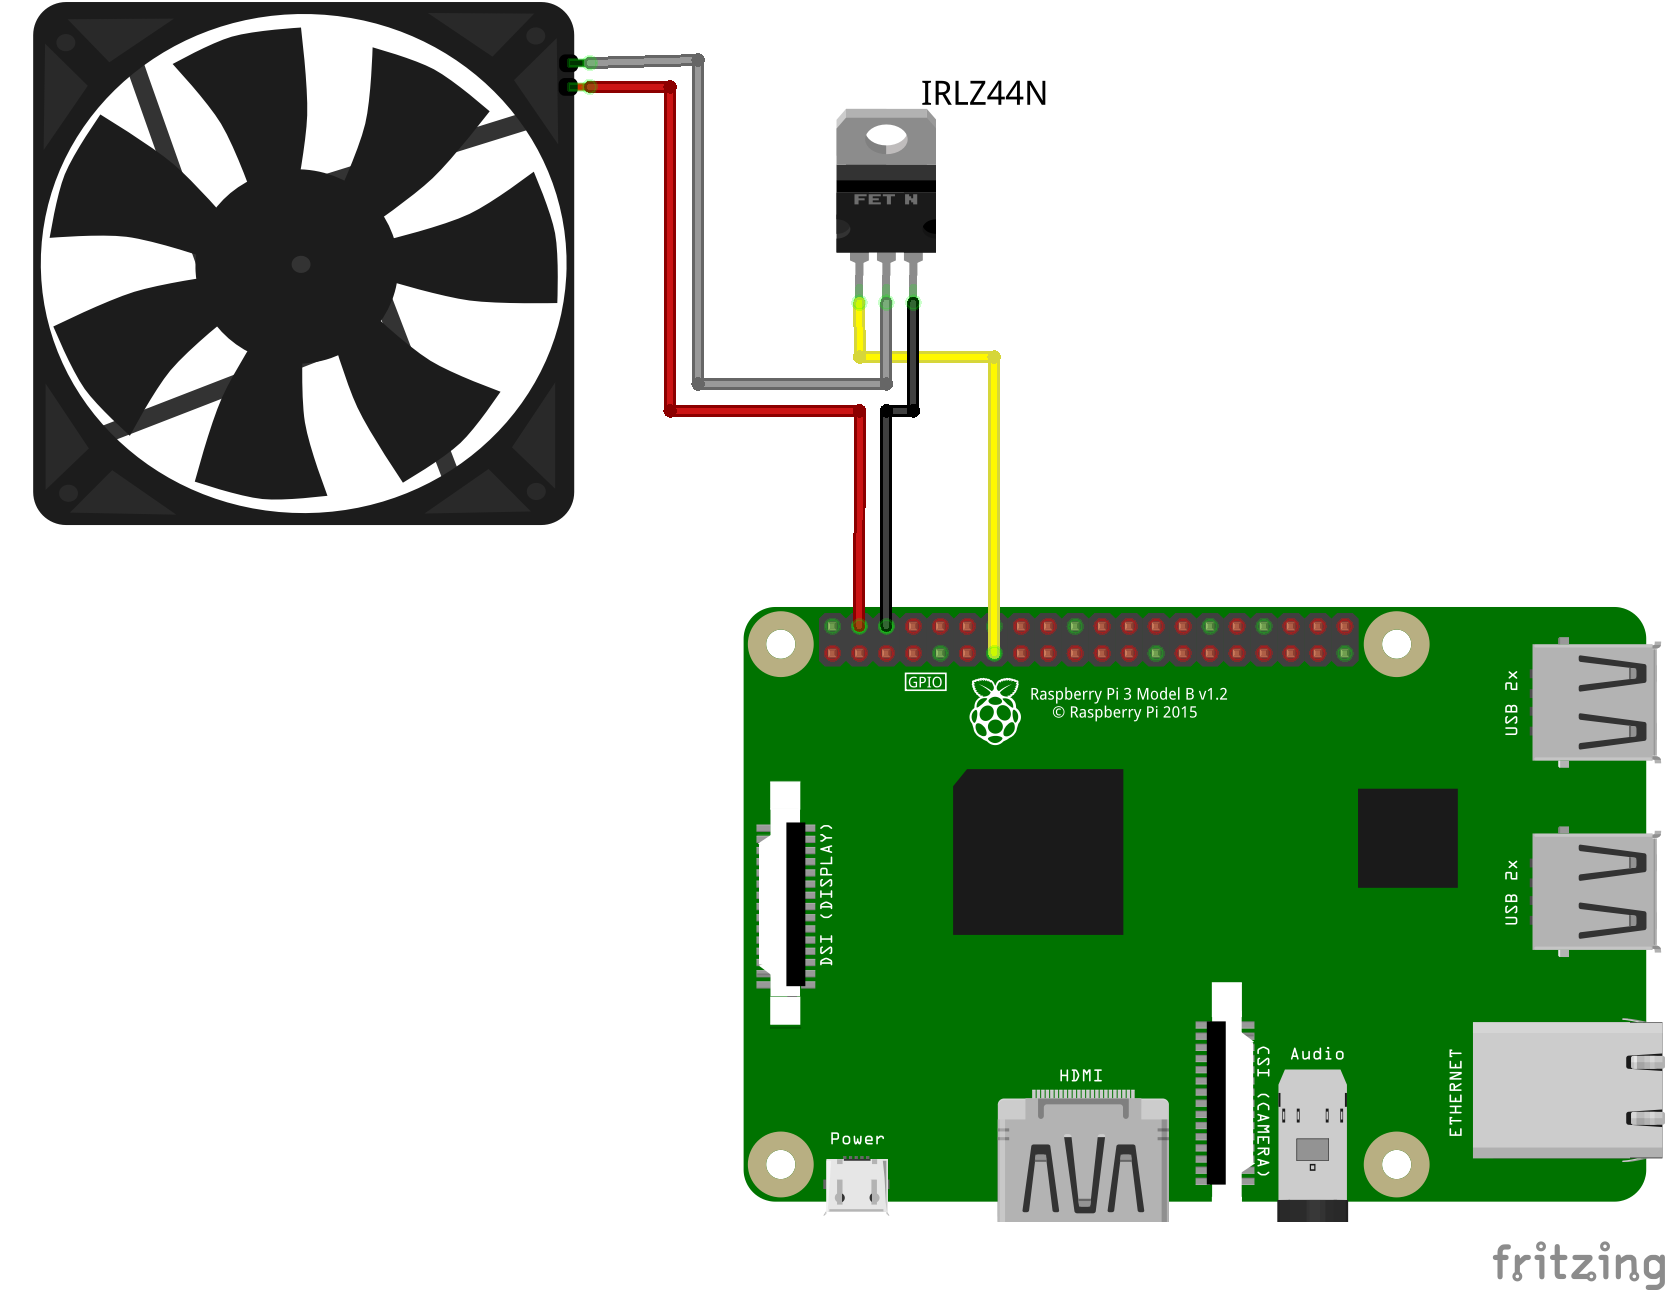 IRLZ44N
FET N
GPIO
Raspberry Pi 3 Model B v1.2
© Raspberry Pi 2015
USB 2x
DSI (DISPLAY)
USB 2x
Audio
HDMI
CSI (CAMERA)
ETHERNET
Power
fritzing